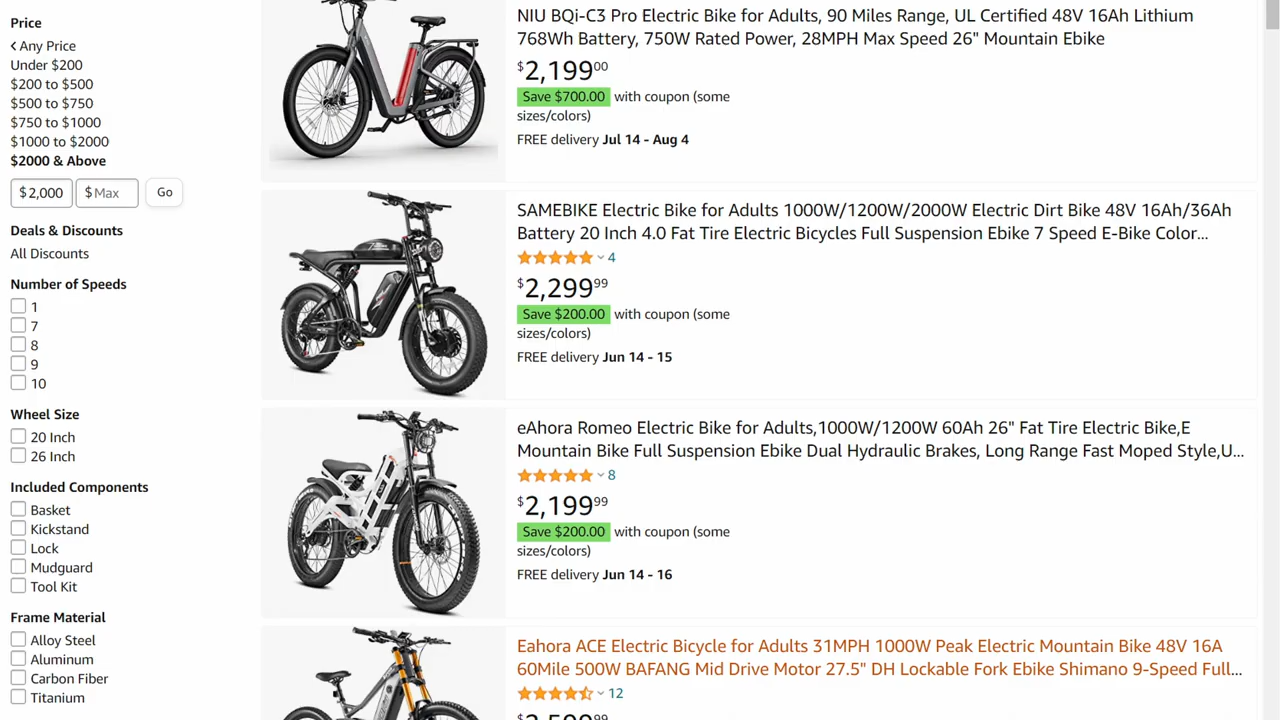 Price
Any Price
Under $200
$200 to $500
$500 to $750
$750 to $1000
$1000 to $2000
$2000 & Above
$2,000 $ Max Go
Deals & Discounts
All Discounts
Number of Speeds
1
7
8
9
10
Wheel Size
20 Inch
26 Inch
Included Components
Basket
Kickstand
Lock
Mudguard
Tool Kit
Frame Material
Alloy Steel
Aluminum
Carbon Fiber
Titanium
NIU BQi-C3 Pro Electric Bike for Adults, 90 Miles Range, UL Certified 48V 16Ah Lithium
768Wh Battery, 750W Rated Power, 28MPH Max Speed 26" Mountain Ebike
$2,199 00
Save $700.00 with coupon (some
sizes/colors)
FREE delivery Jul 14 - Aug 4
SAMEBIKE Electric Bike for Adults 1000W/1200W/2000W Electric Dirt Bike 48V 16Ah/36Ah
Battery 20 Inch 4.0 Fat Tire Electric Bicycles Full Suspension Ebike 7 Speed E-Bike Color...
4
$2,299 99
Save $200.00 with coupon (some
sizes/colors)
FREE delivery Jun 14 - 15
eAhora Romeo Electric Bike for Adults,1000W/1200W 60Ah 26" Fat Tire Electric Bike,E
Mountain Bike Full Suspension Ebike Dual Hydraulic Brakes, Long Range Fast Moped Style,U...
8
$2,199 99
Save $200.00 with coupon (some
sizes/colors)
FREE delivery Jun 14 - 16
Eahora ACE Electric Bicycle for Adults 31MPH 1000W Peak Electric Mountain Bike 48V 16A
60Mile 500W BAFANG Mid Drive Motor 27.5" DH Lockable Fork Ebike Shimano 9-Speed Full...
12